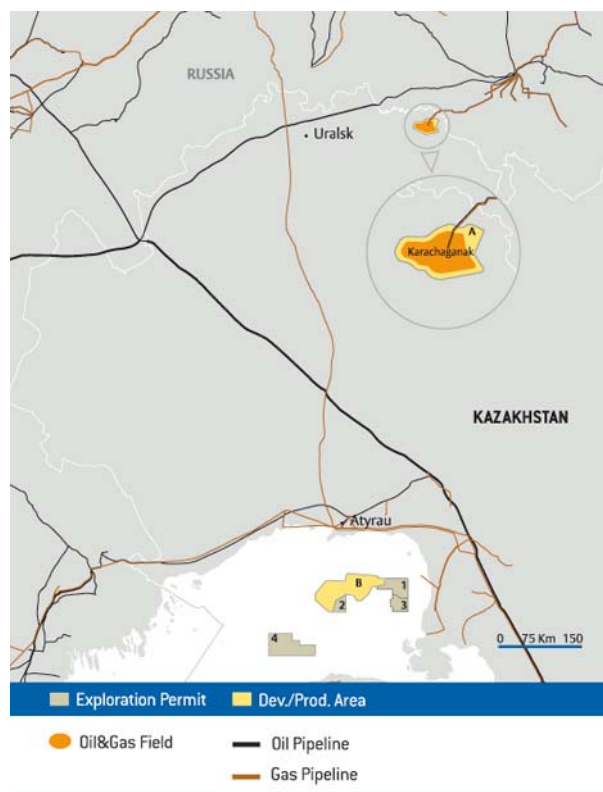 RUSSIA
Uralsk
A
Karachaganak
KAZAKHSTAN
Atyrau
B
1
2
3
4
0 75 Km 150
Exploration Permit
Dev./Prod. Area
Oil&Gas Field
Oil Pipeline
Gas Pipeline